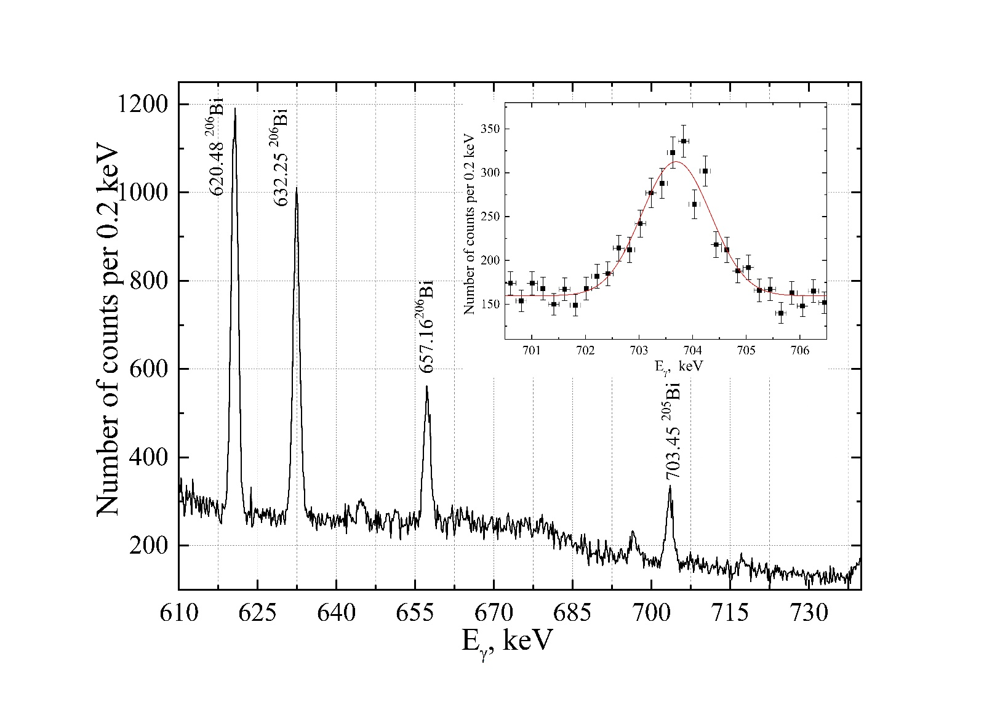 Number of counts per 0.2 keV
1200
1000
800
600
400
200
610 625 640 655 670 685 700 715 730
E_γ, keV
620.48 ²⁰⁶Bi
632.25 ²⁰⁶Bi
657.16²⁰⁶Bi
703.45 ²⁰⁵Bi
Number of counts per 0.2 keV
350
300
250
200
150
701 702 703 704 705 706
E_γ, keV